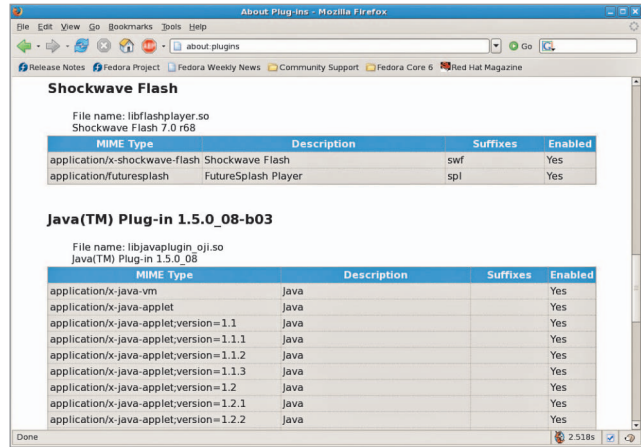 About Plug-ins - Mozilla Firefox
File Edit View Go Bookmarks Tools Help
about:plugins Go
Release Notes Fedora Project Fedora Weekly News Community Support Fedora Core 6 Red Hat Magazine
Shockwave Flash
File name: libflashplayer.so
Shockwave Flash 7.0 r68
MIME Type Description Suffixes Enabled
application/x-shockwave-flash Shockwave Flash swf Yes
application/futuresplash FutureSplash Player spl Yes
Java(TM) Plug-in 1.5.0_08-b03
File name: libjavaplugin_oji.so
Java(TM) Plug-in 1.5.0_08
MIME Type Description Suffixes Enabled
application/x-java-vm Java Yes
application/x-java-applet Java Yes
application/x-java-applet;version=1.1 Java Yes
application/x-java-applet;version=1.1.1 Java Yes
application/x-java-applet;version=1.1.2 Java Yes
application/x-java-applet;version=1.1.3 Java Yes
application/x-java-applet;version=1.2 Java Yes
application/x-java-applet;version=1.2.1 Java Yes
application/x-java-applet;version=1.2.2 Java Yes
Done 2.518s